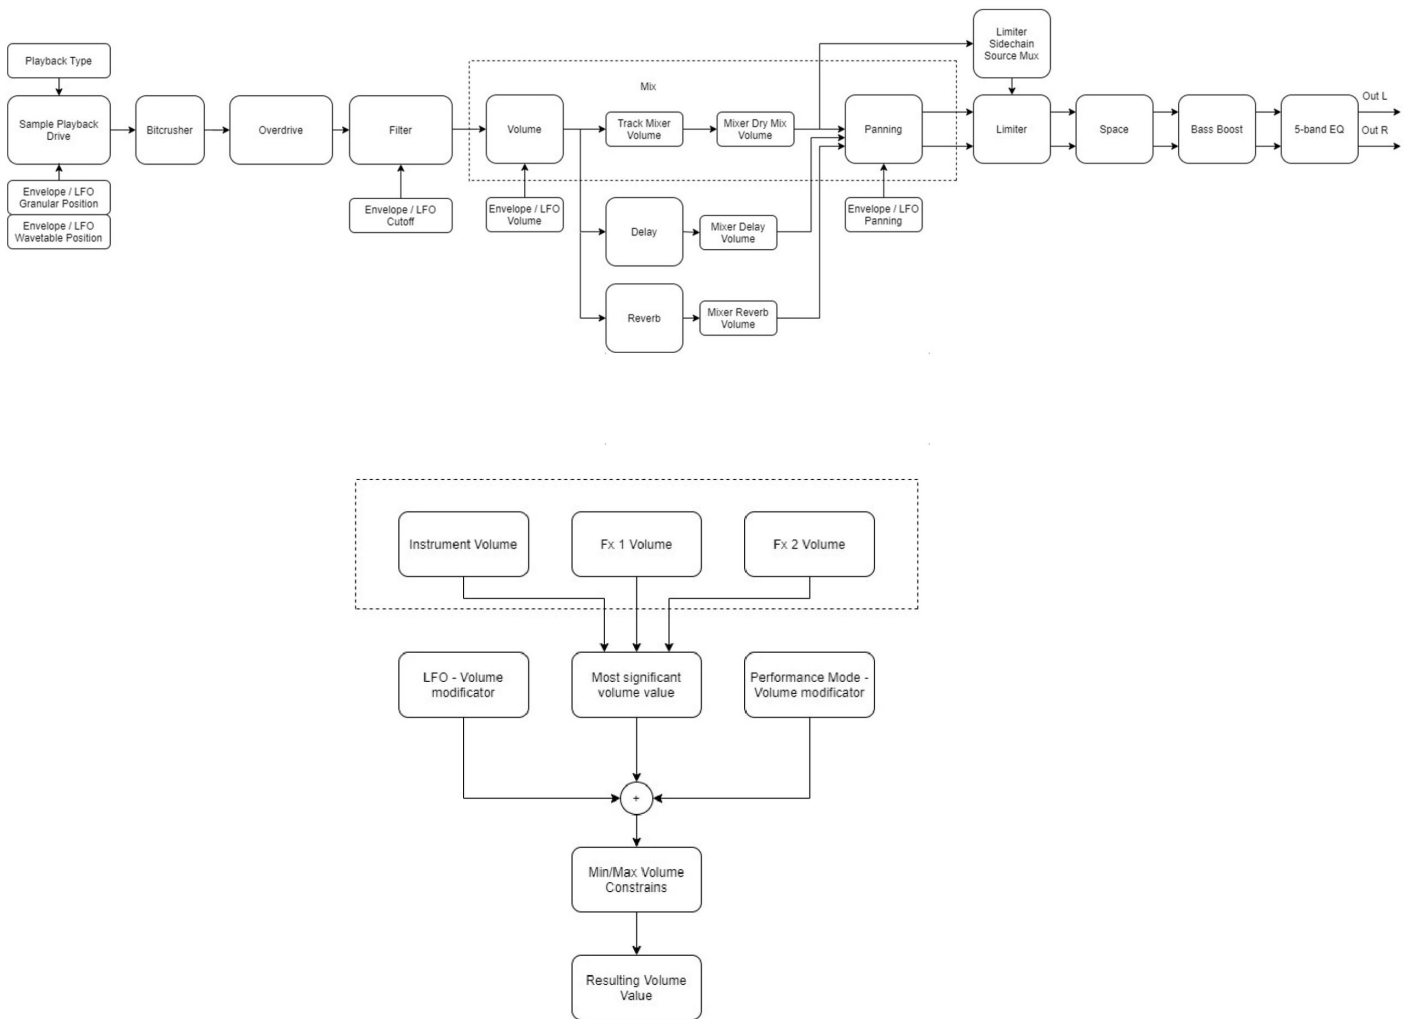 Playback Type
Sample Playback
Drive
Envelope / LFO
Granular Position
Envelope / LFO
Wavetable Position
Bitcrusher
Overdrive
Filter
Envelope / LFO
Cutoff
Mix
Volume
Envelope / LFO
Volume
Track Mixer
Volume
Mixer Dry Mix
Volume
Delay
Mixer Delay
Volume
Reverb
Mixer Reverb
Volume
Panning
Envelope / LFO
Panning
Limiter
Sidechain
Source Mux
Limiter
Space
Bass Boost
5-band EQ
Out L
Out R
Instrument Volume
Fx 1 Volume
Fx 2 Volume
LFO - Volume
modificator
Most significant
volume value
Performance Mode -
Volume modificator
+
Min/Max Volume
Constrains
Resulting Volume
Value